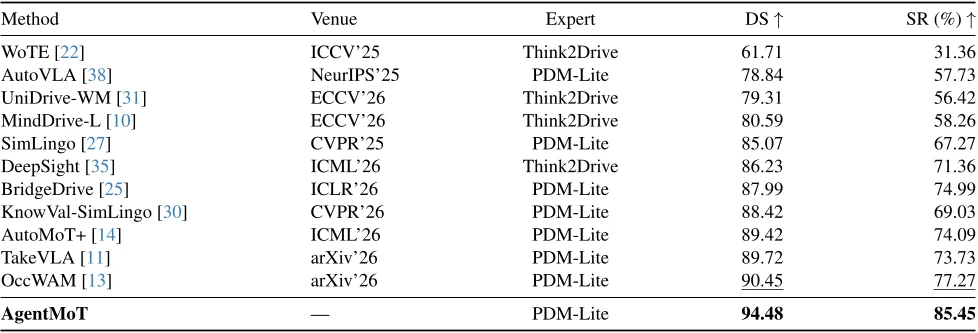 Method Venue Expert DS ↑ SR (%) ↑
WoTE [22] ICCV’25 Think2Drive 61.71 31.36
AutoVLA [38] NeurIPS’25 PDM-Lite 78.84 57.73
UniDrive-WM [31] ECCV’26 Think2Drive 79.31 56.42
MindDrive-L [10] ECCV’26 Think2Drive 80.59 58.26
SimLingo [27] CVPR’25 PDM-Lite 85.07 67.27
DeepSight [35] ICML’26 Think2Drive 86.23 71.36
BridgeDrive [25] ICLR’26 PDM-Lite 87.99 74.99
KnowVal-SimLingo [30] CVPR’26 PDM-Lite 88.42 69.03
AutoMoT+ [14] ICML’26 PDM-Lite 89.42 74.09
TakeVLA [11] arXiv’26 PDM-Lite 89.72 73.73
OccWAM [13] arXiv’26 PDM-Lite 90.45 77.27
AgentMoT — PDM-Lite 94.48 85.45